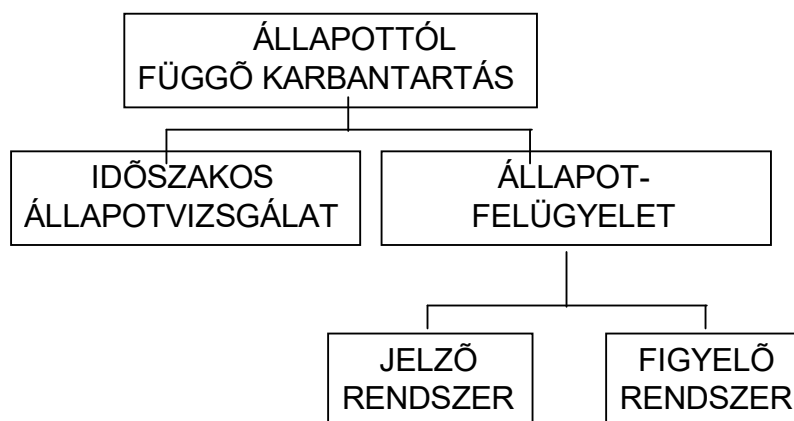 ÁLLAPOTTÓL
FÜGGÕ KARBANTARTÁS
IDÕSZAKOS
ÁLLAPOTVIZSGÁLAT
ÁLLAPOT-
FELÜGYELET
JELZÕ
RENDSZER
FIGYELÕ
RENDSZER